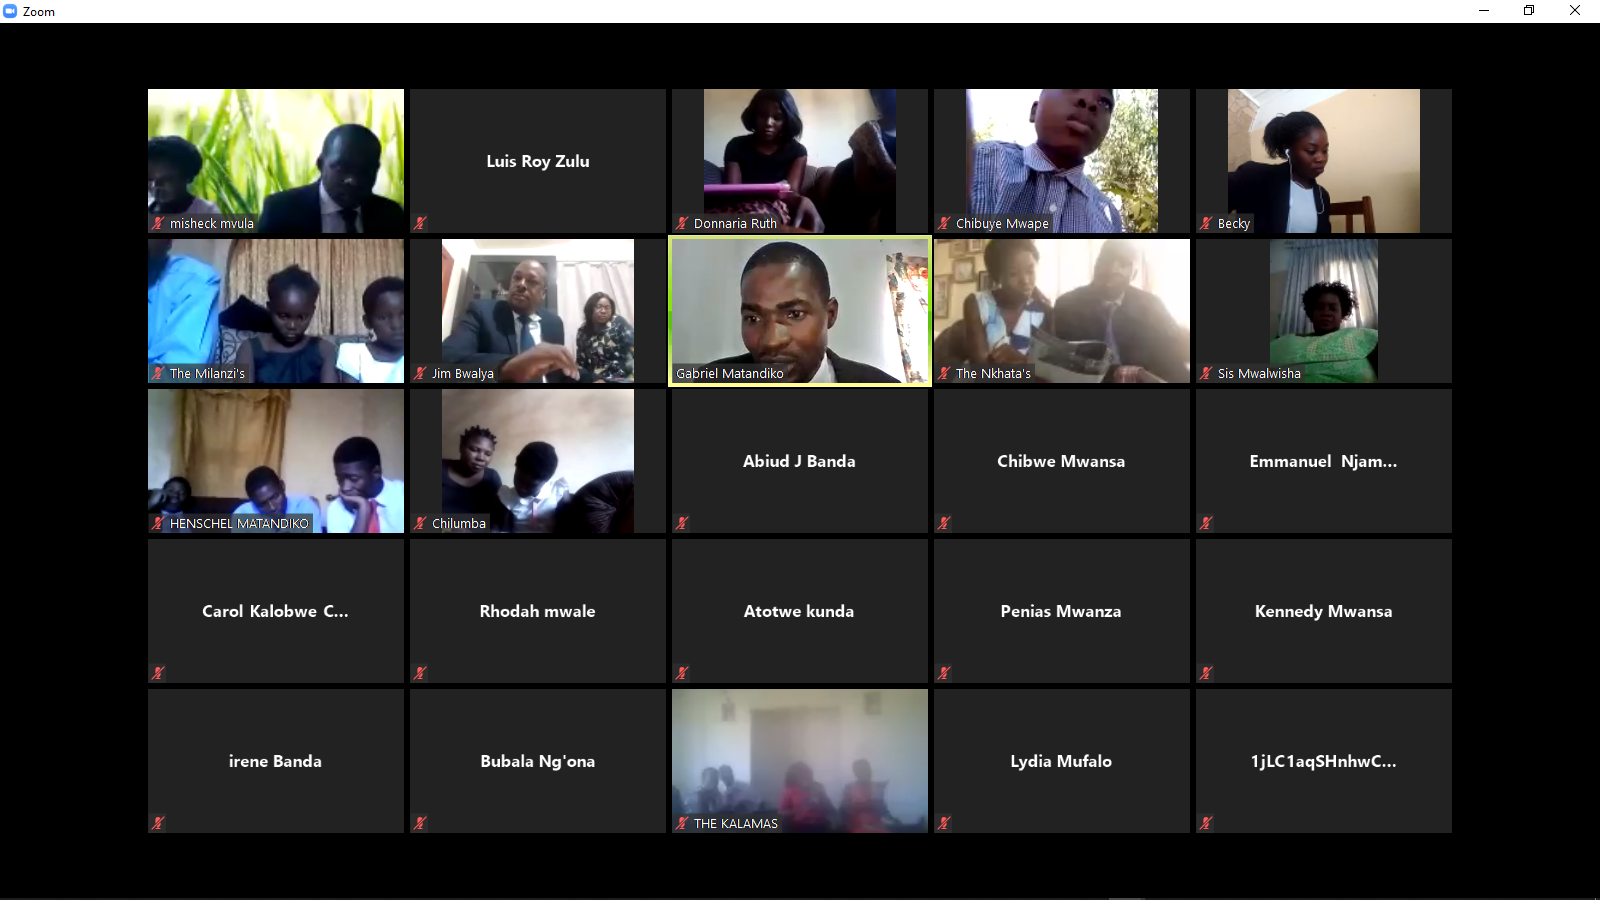 Zoom
misheck mvula
Luis Roy Zulu
Donnaria Ruth
Chibuye Mwape
Becky
The Milanzi's
Jim Bwalya
Gabriel Matandiko
The Nkhata's
Sis Mwalwisha
HENSCHEL MATANDIKO
Chilumba
Abiud J Banda
Chibwe Mwansa
Emmanuel Njam...
Carol Kalobwe C...
Rhodah mwale
Atotwe kunda
Penias Mwanza
Kennedy Mwansa
irene Banda
Bubala Ng'ona
THE KALAMAS
Lydia Mufalo
1jLC1aqSHnhwC...